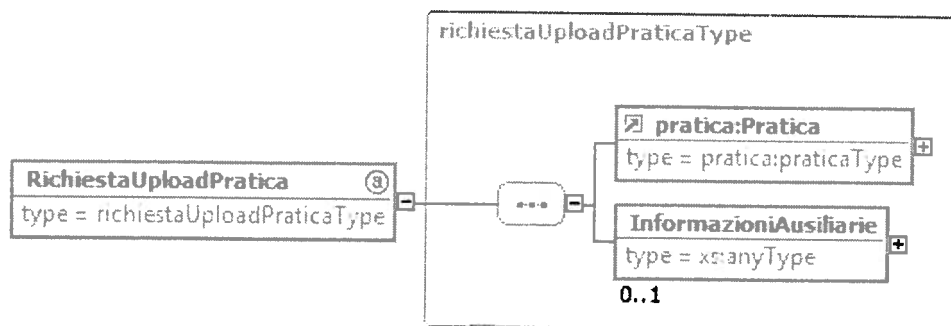 richiestaUploadPraticaType
pratica:Pratica
type = pratica:praticaType
RichiestaUploadPratica a
type = richiestaUploadPraticaType
InformazioniAusiliarie
type = xs:anyType
0..1